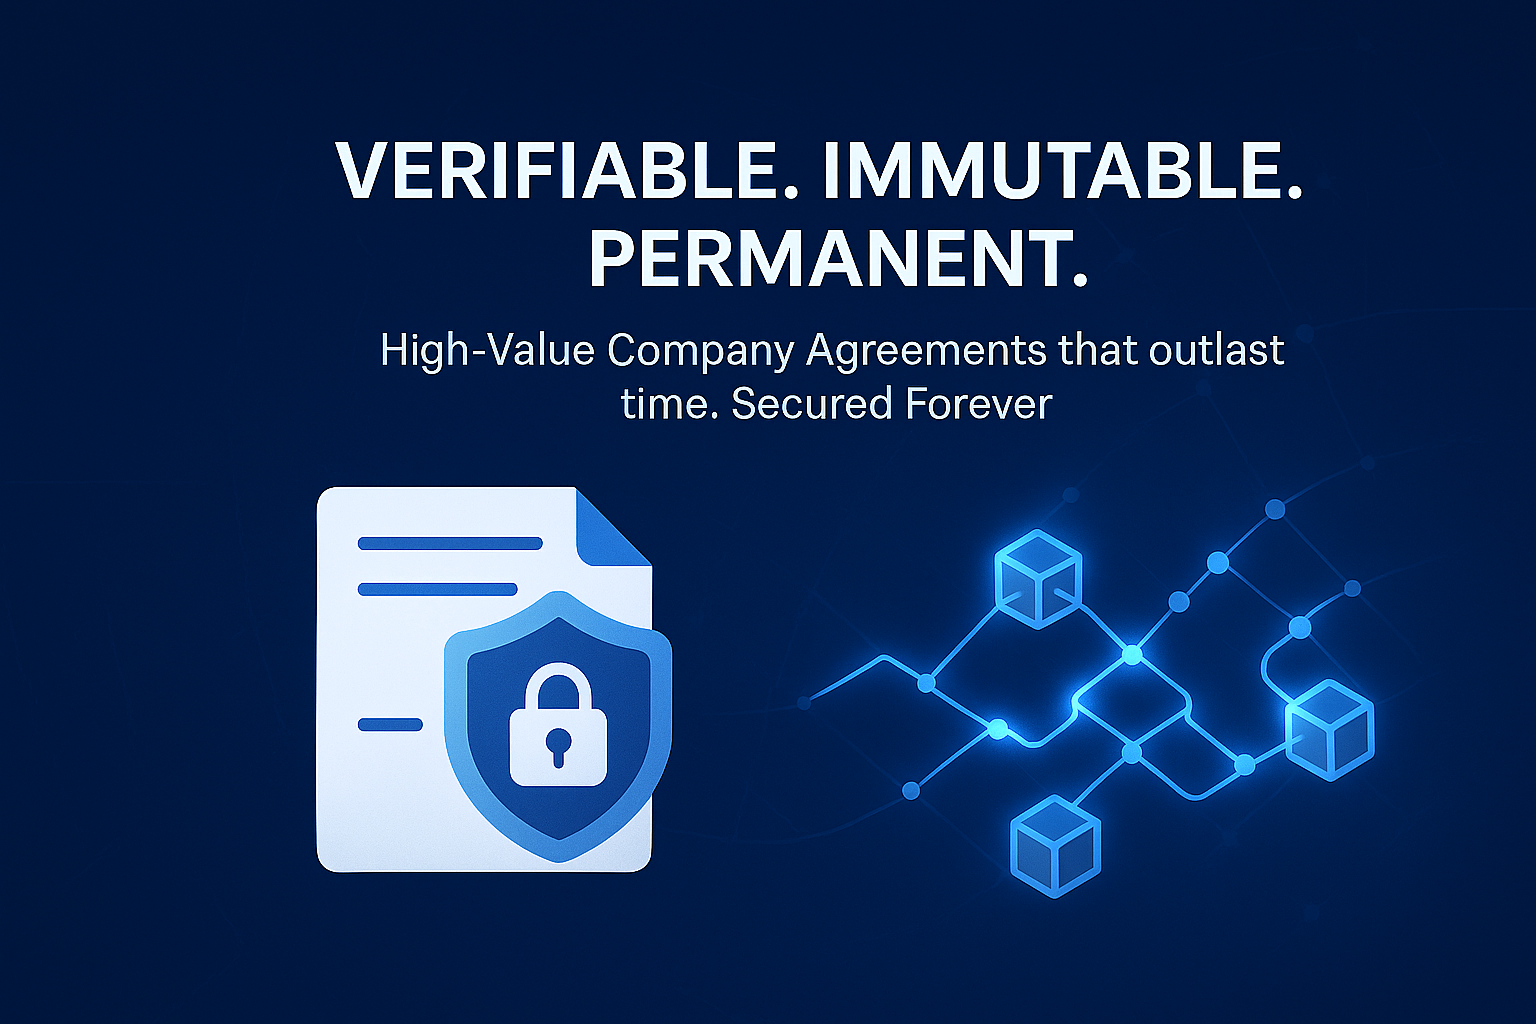 VERIFIABLE. IMMUTABLE.
PERMANENT.
High-Value Company Agreements that outlast
time. Secured Forever